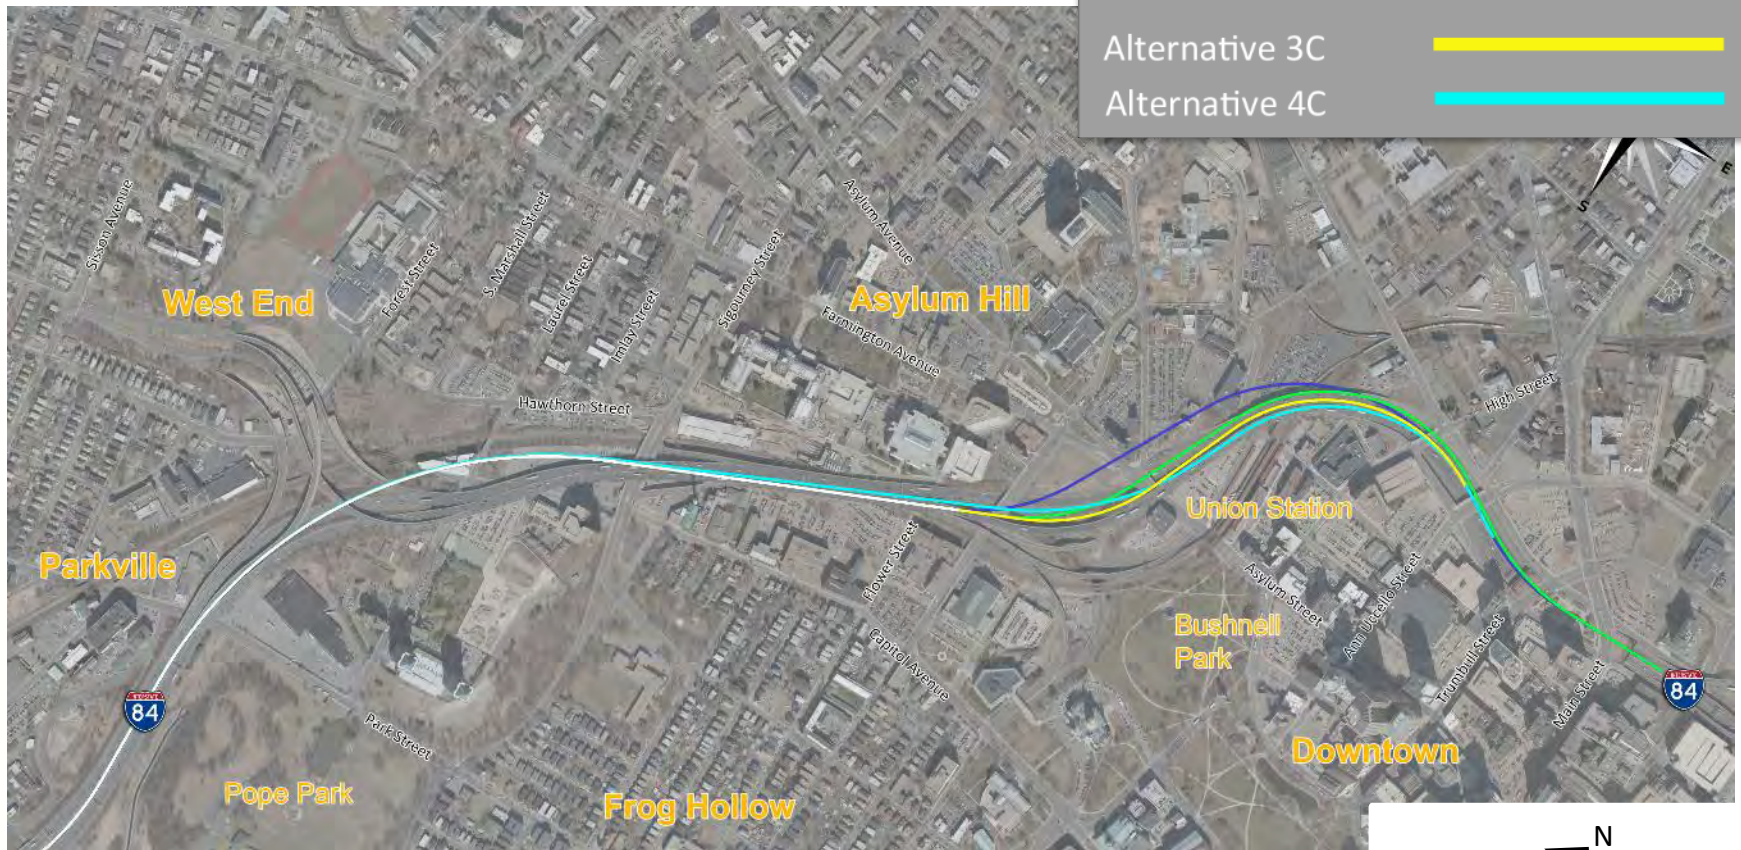 Alternative 3C
Alternative 4C
E
S
Sisson Avenue
West End
Forest Street
S. Marshall Street
Laurel Street
Imlay Street
Sigourney Street
Asylum Avenue
Asylum Hill
Farmington Avenue
Hawthorn Street
High Street
Union Station
Parkville
Flower Street
Asylum Street
Ann Uccello Street
Bushnell
Park
Capitol Avenue
Trumbull Street
Main Street
84
84
Park Street
Downtown
Pope Park
Frog Hollow
N